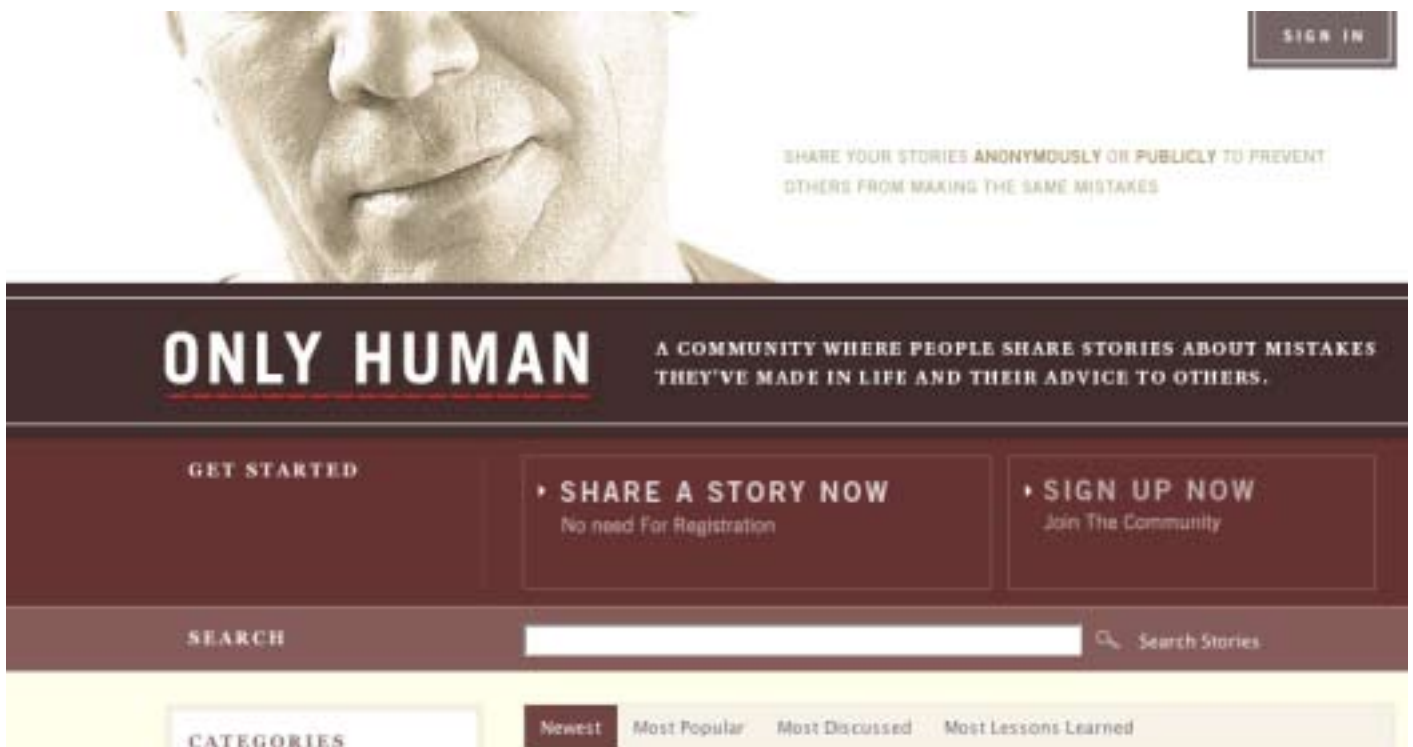 SIGN IN
SHARE YOUR STORIES ANONYMOUSLY OR PUBLICLY TO PREVENT
OTHERS FROM MAKING THE SAME MISTAKES
ONLY HUMAN
A COMMUNITY WHERE PEOPLE SHARE STORIES ABOUT MISTAKES
THEY'VE MADE IN LIFE AND THEIR ADVICE TO OTHERS.
GET STARTED
SHARE A STORY NOW
No need For Registration
SIGN UP NOW
Join The Community
SEARCH
Search Stories
CATEGORIES
Newest Most Popular Most Discussed Most Lessons Learned